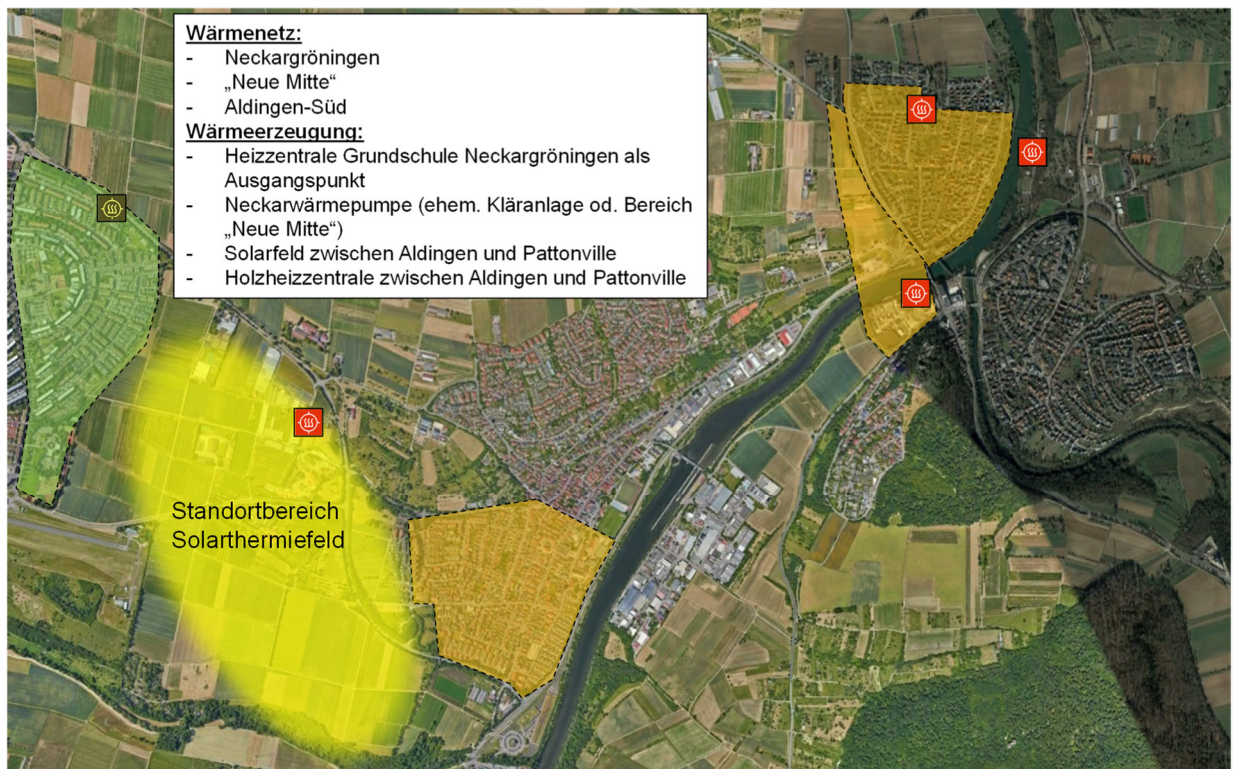 Wärmenetz:
- Neckargröningen
- „Neue Mitte“
- Aldingen-Süd
Wärmeerzeugung:
- Heizzentrale Grundschule Neckargröningen als
Ausgangspunkt
- Neckarwärmepumpe (ehem. Kläranlage od. Bereich
„Neue Mitte“)
- Solarfeld zwischen Aldingen und Pattonville
- Holzheizzentrale zwischen Aldingen und Pattonville
Standortbereich
Solarthermiefeld